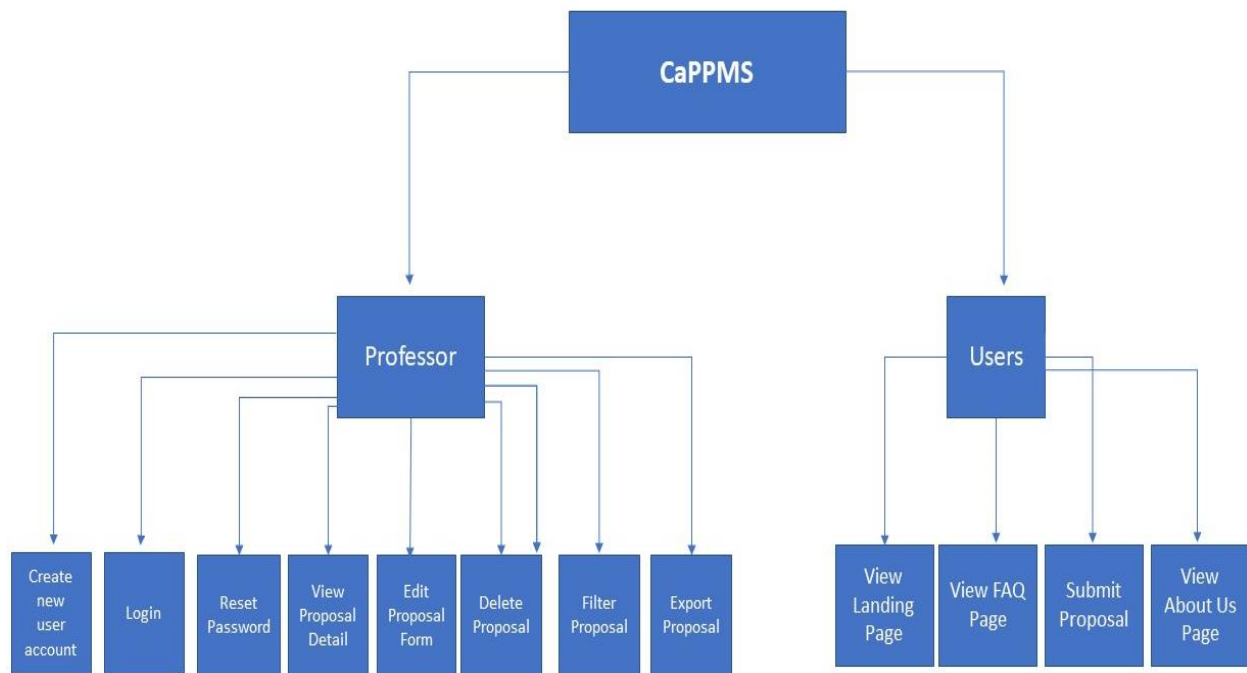 CaPPMS
Professor
Users
Create
new
user
account
Login
Reset
Password
View
Proposal
Detail
Edit
Proposal
Form
Delete
Proposal
Filter
Proposal
Export
Proposal
View
Landing
Page
View FAQ
Page
Submit
Proposal
View
About Us
Page